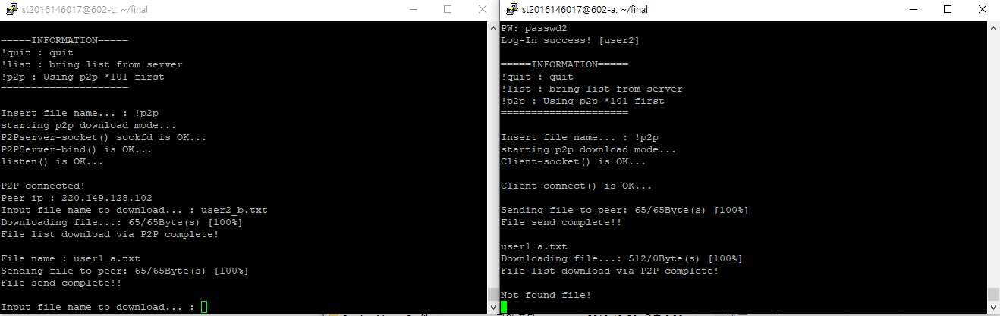 st2016146017@602-c: ~/final
=====INFORMATION=====
!quit : quit
!list : bring list from server
!p2p : Using p2p *101 first
=====================
Insert file name... : !p2p
starting p2p download mode...
P2Pserver-socket() sockfd is OK...
P2PServer-bind() is OK...
listen() is OK...
P2P connected!
Peer ip : 220.149.128.102
Input file name to download... : user2_b.txt
Downloading file...: 65/65Byte(s) [100%]
File list download via P2P complete!
File name : user1_a.txt
Sending file to peer: 65/65Byte(s) [100%]
File send complete!!
Input file name to download... :
st2016146017@602-a: ~/final
PW: passwd2
Log-In success! [user2]
=====INFORMATION=====
!quit : quit
!list : bring list from server
!p2p : Using p2p *101 first
=====================
Insert file name... : !p2p
starting p2p download mode...
Client-socket() is OK...
Client-connect() is OK...
Sending file to peer: 65/65Byte(s) [100%]
File send complete!!
user1_a.txt
Downloading file...: 512/0Byte(s) [100%]
File list download via P2P complete!
Not found file!